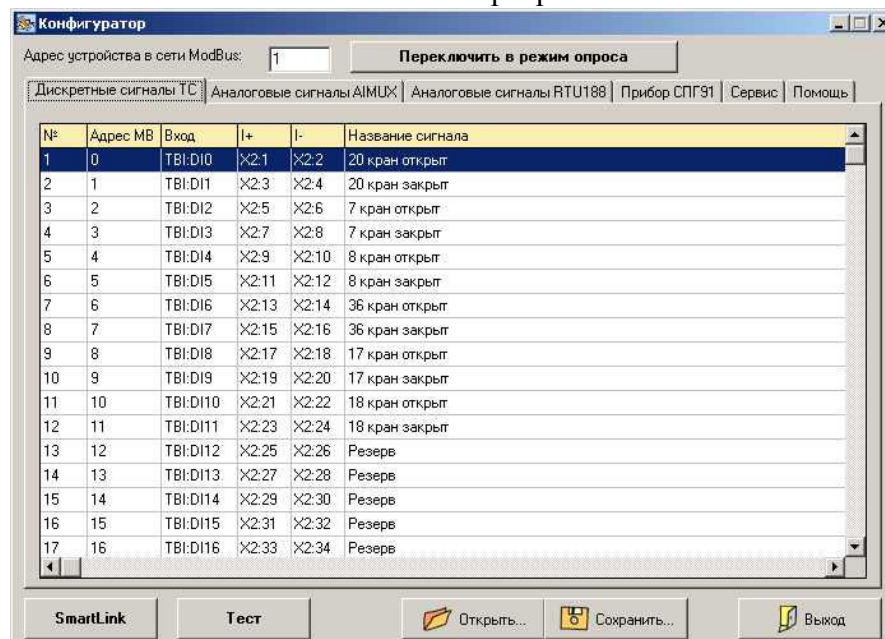 Конфигуратор
Адрес устройства в сети ModBus: 1 Переключить в режим опроса
Дискретные сигналы ТС Аналоговые сигналы AIMUX Аналоговые сигналы RTU188 Прибор СПГ91 Сервис Помощь
№ Адрес MB Вход I+ I- Название сигнала
1 0 TBI:DI0 X2:1 X2:2 20 кран открыт
2 1 TBI:DI1 X2:3 X2:4 20 кран закрыт
3 2 TBI:DI2 X2:5 X2:6 7 кран открыт
4 3 TBI:DI3 X2:7 X2:8 7 кран закрыт
5 4 TBI:DI4 X2:9 X2:10 8 кран открыт
6 5 TBI:DI5 X2:11 X2:12 8 кран закрыт
7 6 TBI:DI6 X2:13 X2:14 36 кран открыт
8 7 TBI:DI7 X2:15 X2:16 36 кран закрыт
9 8 TBI:DI8 X2:17 X2:18 17 кран открыт
10 9 TBI:DI9 X2:19 X2:20 17 кран закрыт
11 10 TBI:DI10 X2:21 X2:22 18 кран открыт
12 11 TBI:DI11 X2:23 X2:24 18 кран закрыт
13 12 TBI:DI12 X2:25 X2:26 Резерв
14 13 TBI:DI13 X2:27 X2:28 Резерв
15 14 TBI:DI14 X2:29 X2:30 Резерв
16 15 TBI:DI15 X2:31 X2:32 Резерв
17 16 TBI:DI16 X2:33 X2:34 Резерв
SmartLink Тест Открыть... Сохранить... Выход